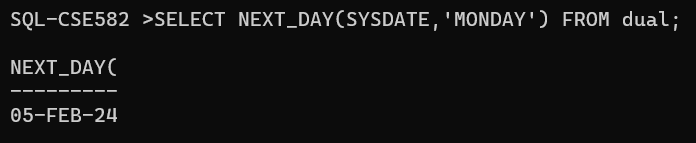 SQL-CSE582 >SELECT NEXT_DAY(SYSDATE,'MONDAY') FROM dual;
NEXT_DAY(
---------
05-FEB-24